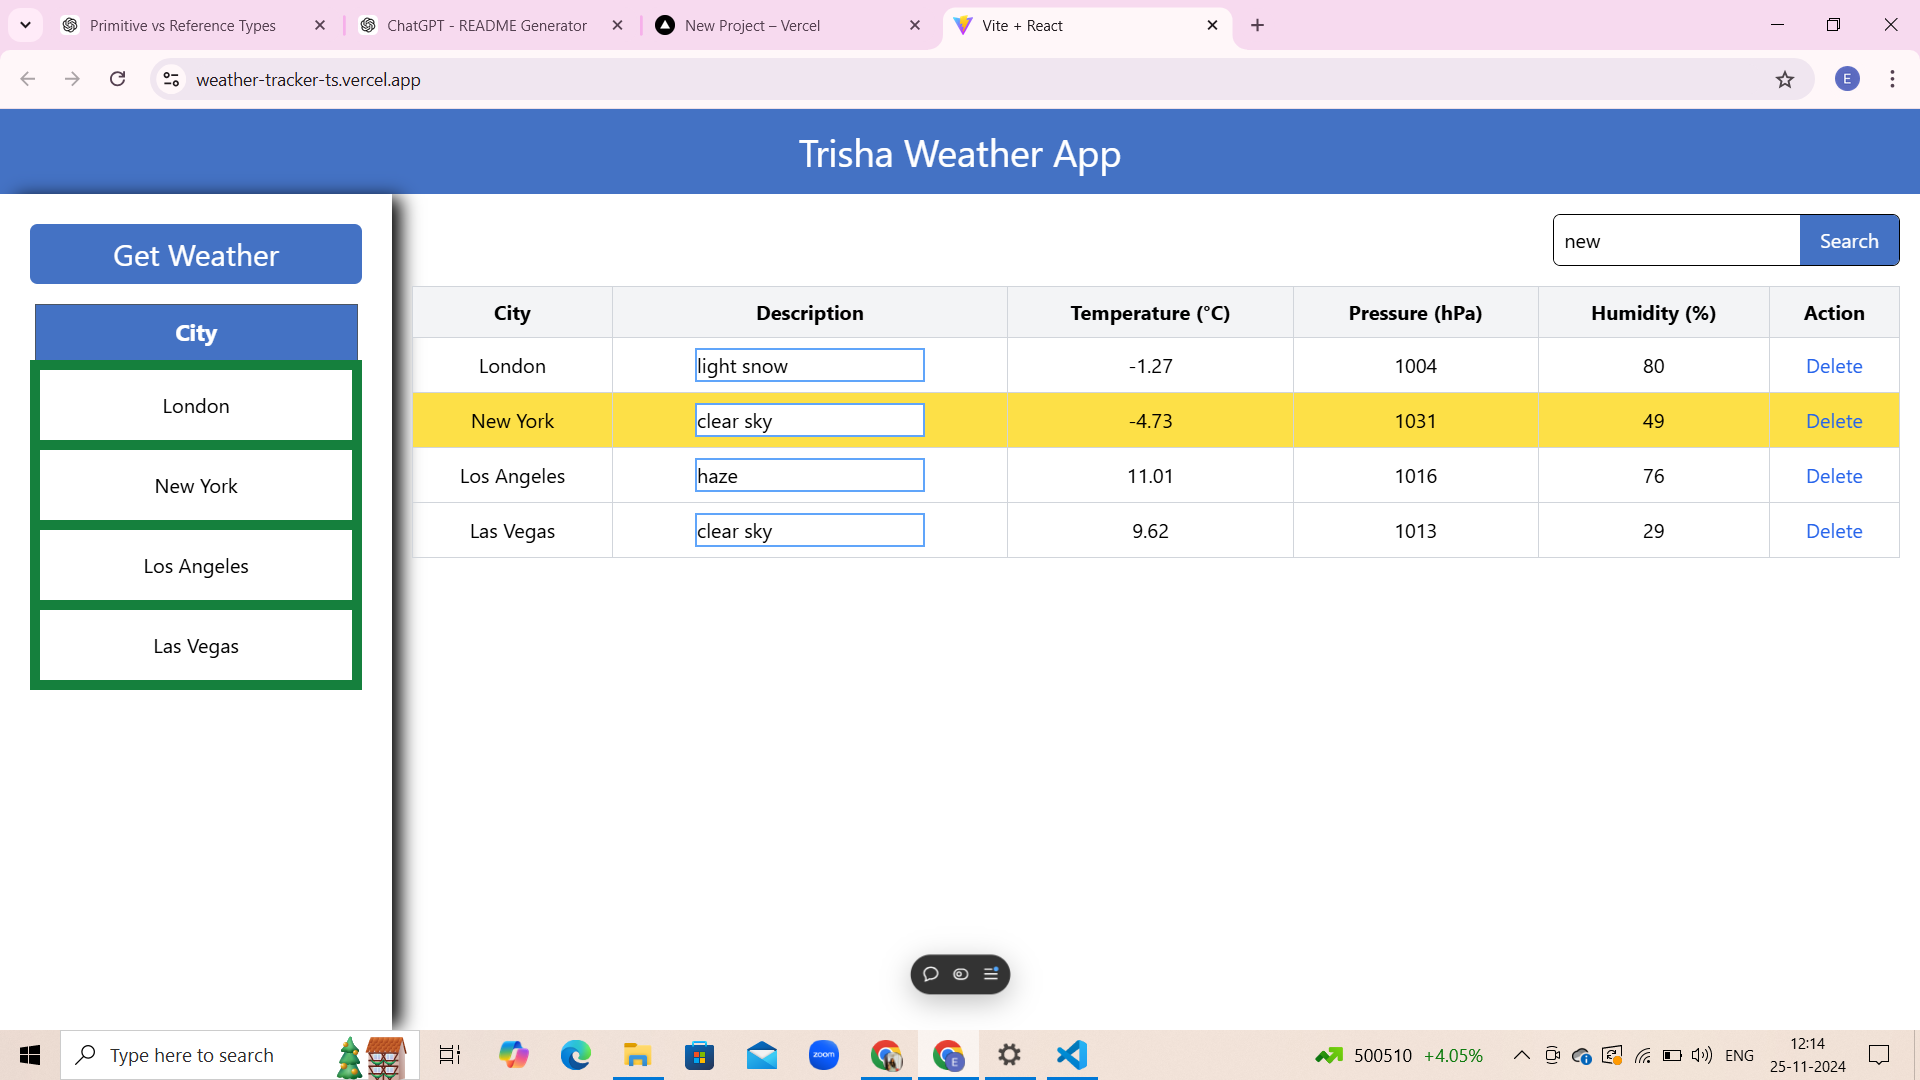 Primitive vs Reference Types
ChatGPT - README Generator
New Project – Vercel
Vite + React
weather-tracker-ts.vercel.app
E
Trisha Weather App
Get Weather
City
London
New York
Los Angeles
Las Vegas
new
Search
City Description Temperature (°C) Pressure (hPa) Humidity (%) Action
London light snow -1.27 1004 80 Delete
New York clear sky -4.73 1031 49 Delete
Los Angeles haze 11.01 1016 76 Delete
Las Vegas clear sky 9.62 1013 29 Delete
Type here to search
zoom
E
500510 +4.05%
ENG
12:14
25-11-2024